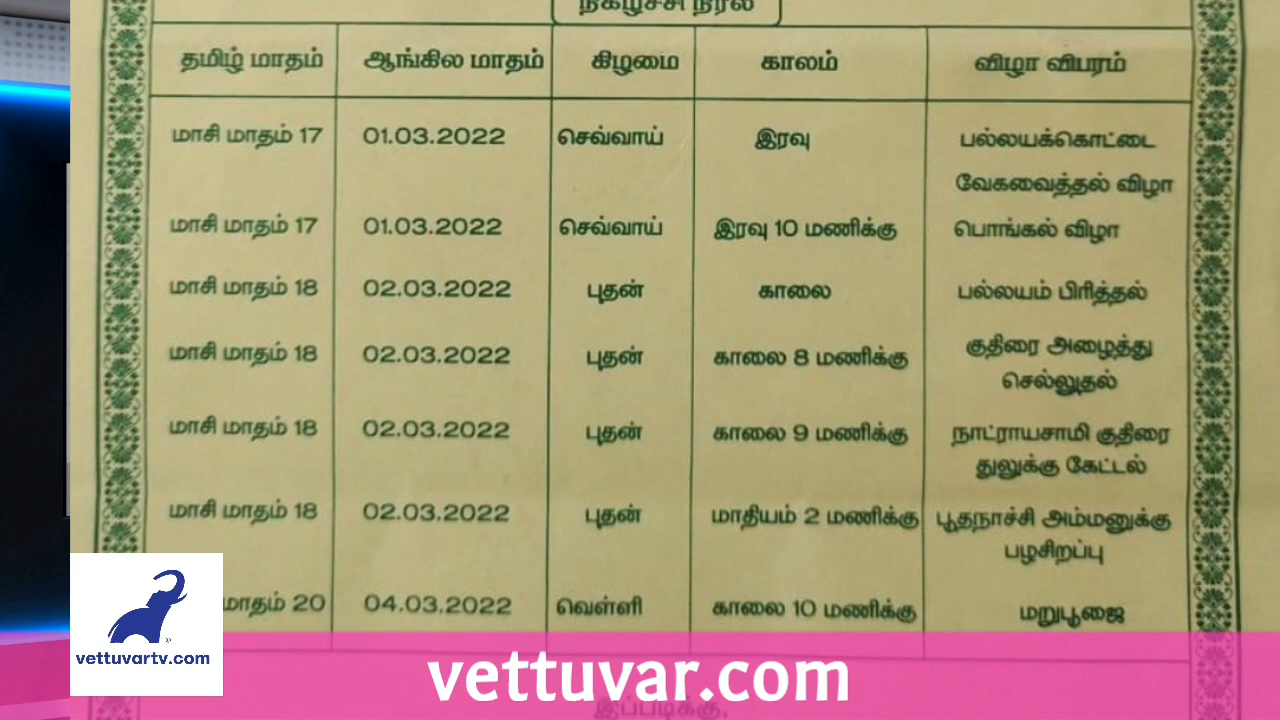 நிகழ்ச்சி நிரல்
தமிழ் மாதம் ஆங்கில மாதம் கிழமை காலம் விழா விபரம்
மாசி மாதம் 17 01.03.2022 செவ்வாய் இரவு பல்லயக்கொட்டை
வேகவைத்தல் விழா
மாசி மாதம் 17 01.03.2022 செவ்வாய் இரவு 10 மணிக்கு பொங்கல் விழா
மாசி மாதம் 18 02.03.2022 புதன் காலை பல்லயம் பிரித்தல்
மாசி மாதம் 18 02.03.2022 புதன் காலை 8 மணிக்கு குதிரை அழைத்து
செல்லுதல்
மாசி மாதம் 18 02.03.2022 புதன் காலை 9 மணிக்கு நாட்ராயசாமி குதிரை
துலுக்கு கேட்டல்
மாசி மாதம் 18 02.03.2022 புதன் மாதியம் 2 மணிக்கு பூதநாச்சி அம்மனுக்கு
பழசிறப்பு
மாதம் 20 04.03.2022 வெள்ளி காலை 10 மணிக்கு மறுபூஜை
vettuvartv.com
vettuvar.com
இப்படிக்கு,